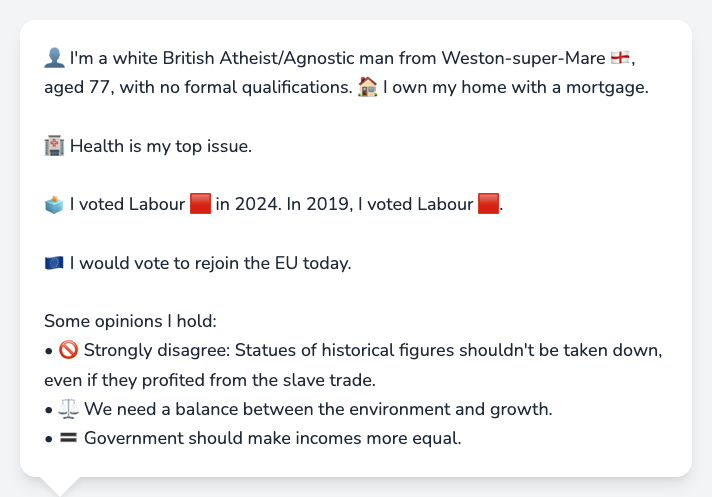 👤 I'm a white British Atheist/Agnostic man from Weston-super-Mare 🏴󠁧󠁢󠁥󠁮󠁧󠁿,
aged 77, with no formal qualifications. 🏠 I own my home with a mortgage.
🏥 Health is my top issue.
🗳️ I voted Labour 🟥 in 2024. In 2019, I voted Labour 🟥.
🇪🇺 I would vote to rejoin the EU today.
Some opinions I hold:
• 🚫 Strongly disagree: Statues of historical figures shouldn't be taken down,
even if they profited from the slave trade.
• ⚖️ We need a balance between the environment and growth.
• 🟰 Government should make incomes more equal.